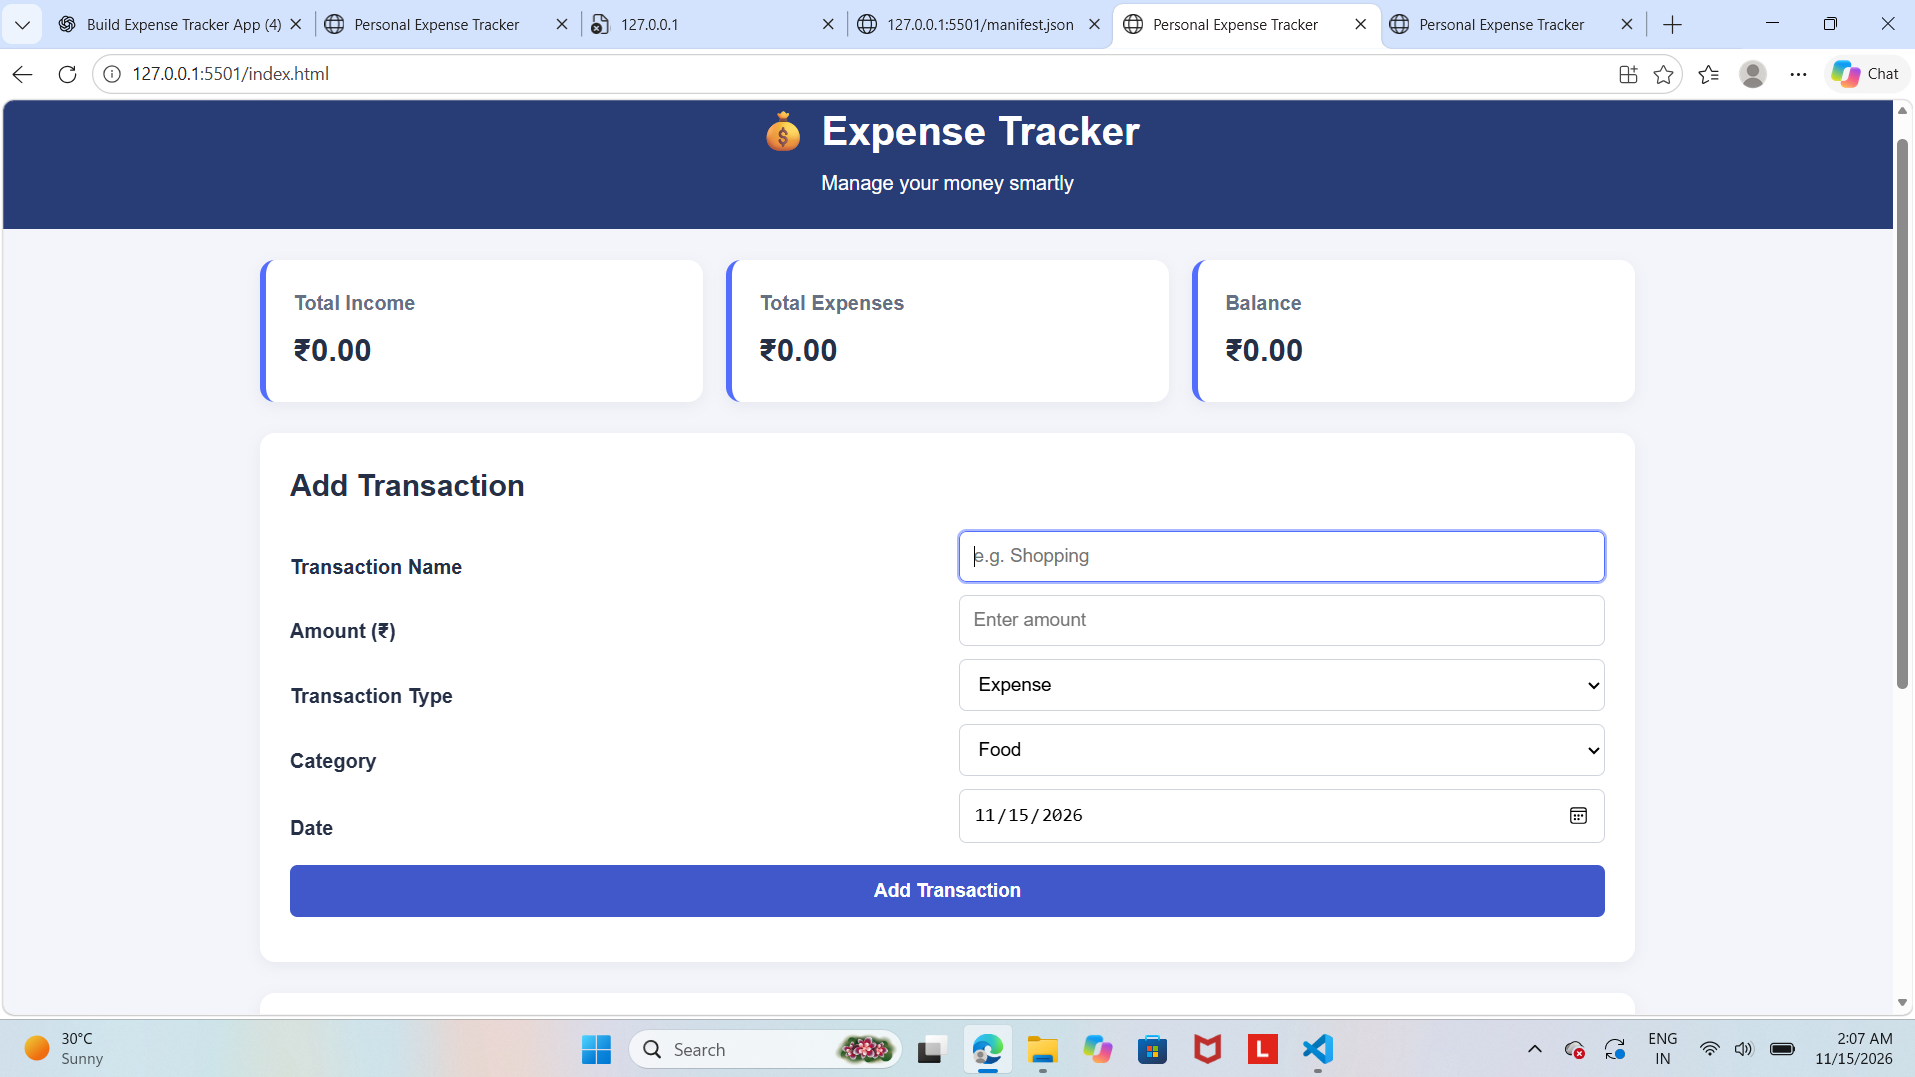 Build Expense Tracker App (4)
Personal Expense Tracker
127.0.0.1
127.0.0.1:5501/manifest.json
Personal Expense Tracker
Personal Expense Tracker
127.0.0.1:5501/index.html
Chat
Expense Tracker
Manage your money smartly
Total Income
₹0.00
Total Expenses
₹0.00
Balance
₹0.00
Add Transaction
Transaction Name
e.g. Shopping
Amount (₹)
Enter amount
Transaction Type
Expense
Category
Food
Date
11/15/2026
Add Transaction
30°C
Sunny
Search
L
ENG
IN
2:07 AM
11/15/2026